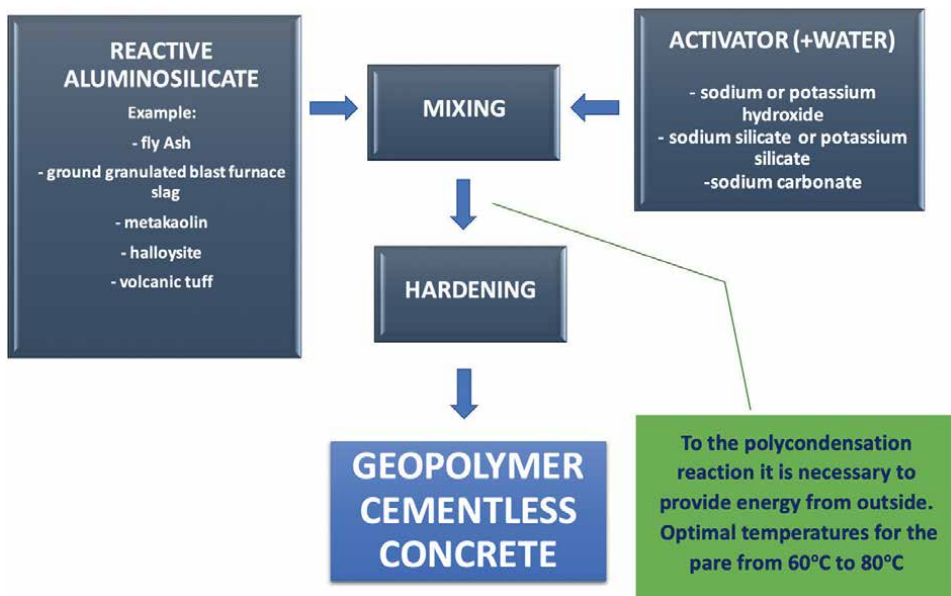 REACTIVE
ALUMINOSILICATE
Example:
- fly Ash
- ground granulated blast furnace
slag
- metakaolin
- halloysite
- volcanic tuff
MIXING
ACTIVATOR (+WATER)
- sodium or potassium
hydroxide
- sodium silicate or potassium
silicate
-sodium carbonate
HARDENING
GEOPOLYMER
CEMENTLESS
CONCRETE
To the polycondensation
reaction it is necessary to
provide energy from outside.
Optimal temperatures for the
pare from 60°C to 80°C